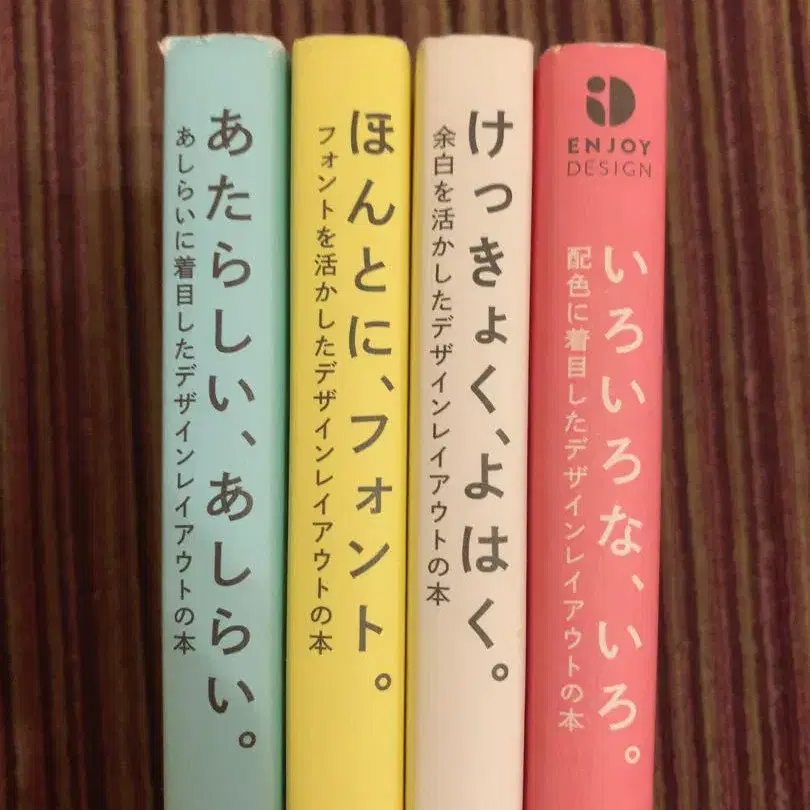 あたらしい、あしらい。
あしらいに着目したデザインレイアウトの本
ほんとに、フォント。
フォントを活かしたデザインレイアウトの本
けっきょく、よはく。
余白を活かしたデザインレイアウトの本
ENJOY
DESIGN
いろいろな、いろ。
配色に着目したデザインレイアウトの本